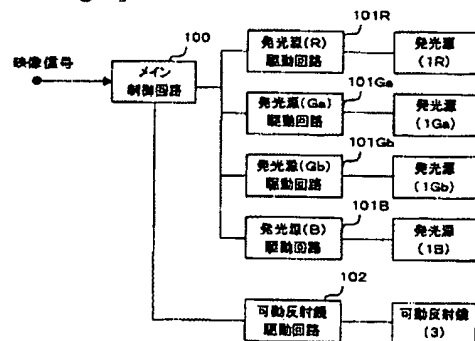 100
映像信号
メイン
制御回路
101R
発光源(R)
駆動回路
発光源
(1R)
101Ga
発光源(Ga)
駆動回路
発光源
(1Ga)
101Gb
発光源(Gb)
駆動回路
発光源
(1Gb)
101B
発光源(B)
駆動回路
発光源
(1B)
102
可動反射鏡
駆動回路
可動反射鏡
(3)